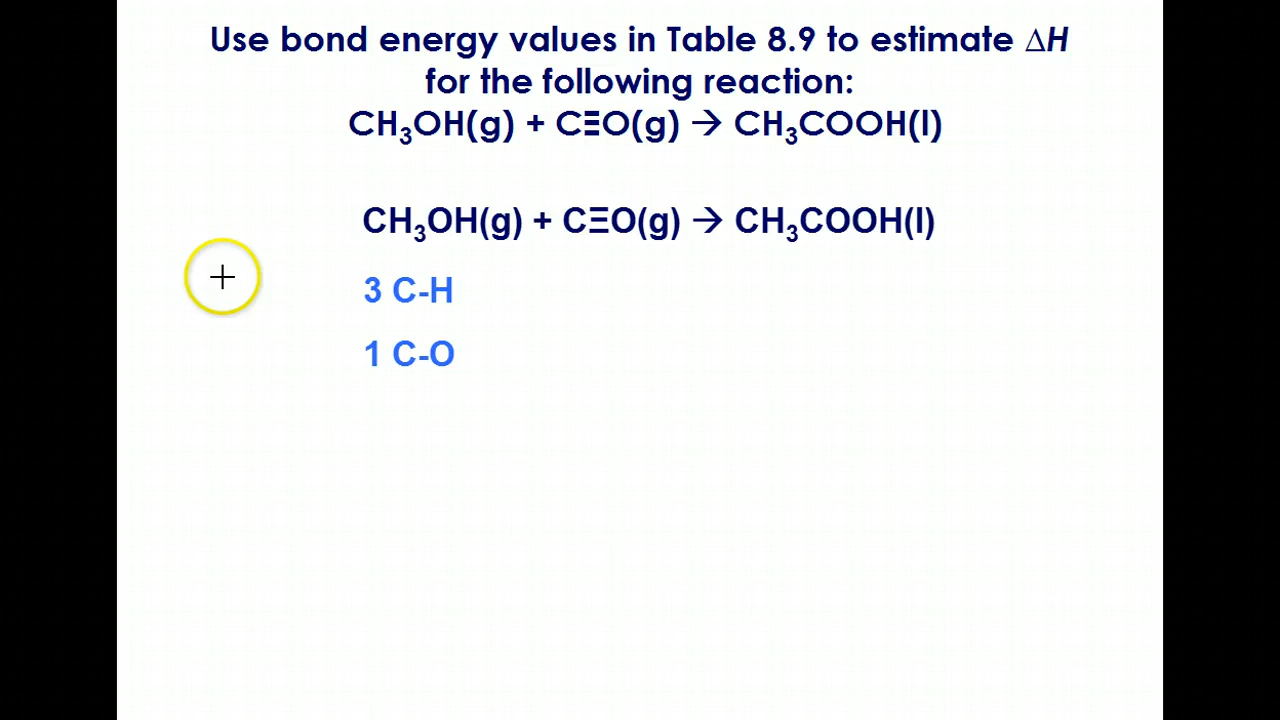 Use bond energy values in Table 8.9 to estimate ΔH
for the following reaction:
CH₃OH(g) + C≡O(g) → CH₃COOH(l)
CH₃OH(g) + CΞO(g) → CH₃COOH(l)
3 C-H
1 C-O